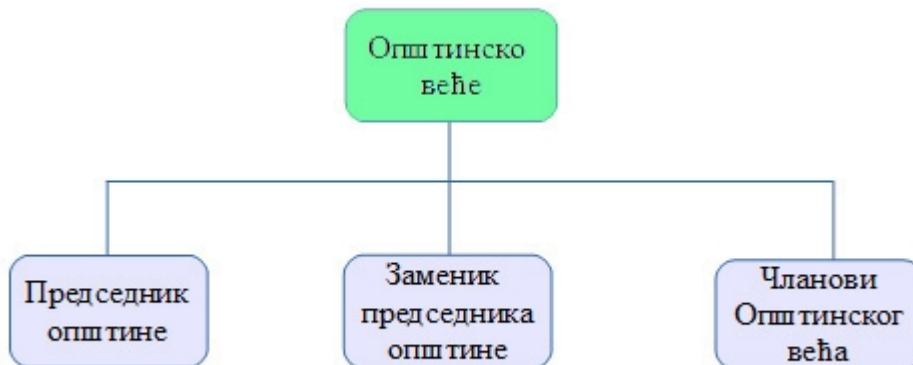 Општинско
веће
Председник
општине
Заменик
председника
општине
Чланови
Општинског
већа